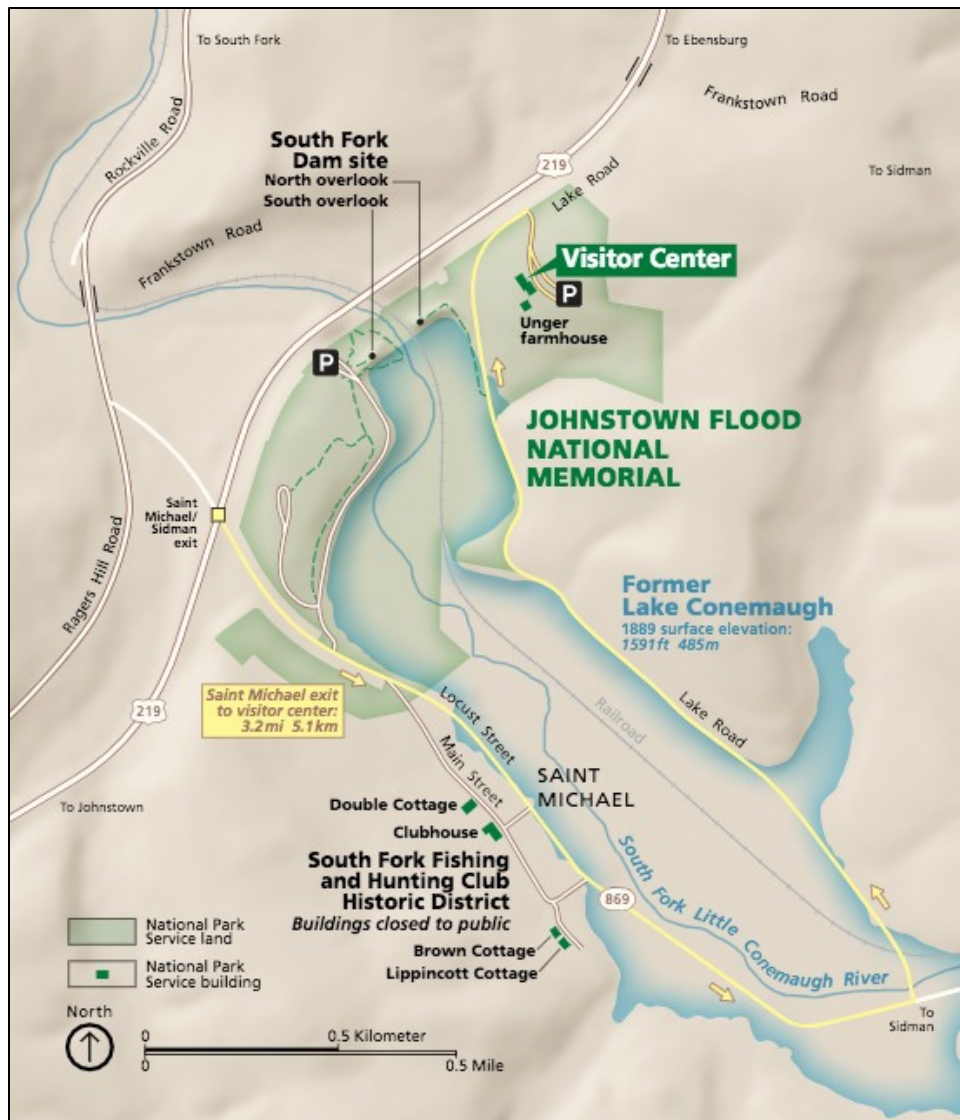 To South Fork
To Ebensburg
Frankstown Road
Rockville Road
South Fork
Dam site
North overlook
South overlook
219
Lake Road
To Sidman
Frankstown Road
Visitor Center
P
Unger
farmhouse
P
JOHNSTOWN FLOOD
NATIONAL
MEMORIAL
Saint
Michael/
Sidman
exit
Ragers Hill Road
Former
Lake Conemaugh
1889 surface elevation:
1591ft 485m
Saint Michael exit
to visitor center:
3.2mi 5.1km
219
Locust Street
Main Street
Railroad
Lake Road
SAINT
MICHAEL
To Johnstown
Double Cottage
Clubhouse
South Fork Fishing
and Hunting Club
Historic District
Buildings closed to public
869
South Fork Little Conemaugh River
Brown Cottage
Lippincott Cottage
To
Sidman
National Park
Service land
National Park
Service building
North
0 0.5 Kilometer
0 0.5 Mile